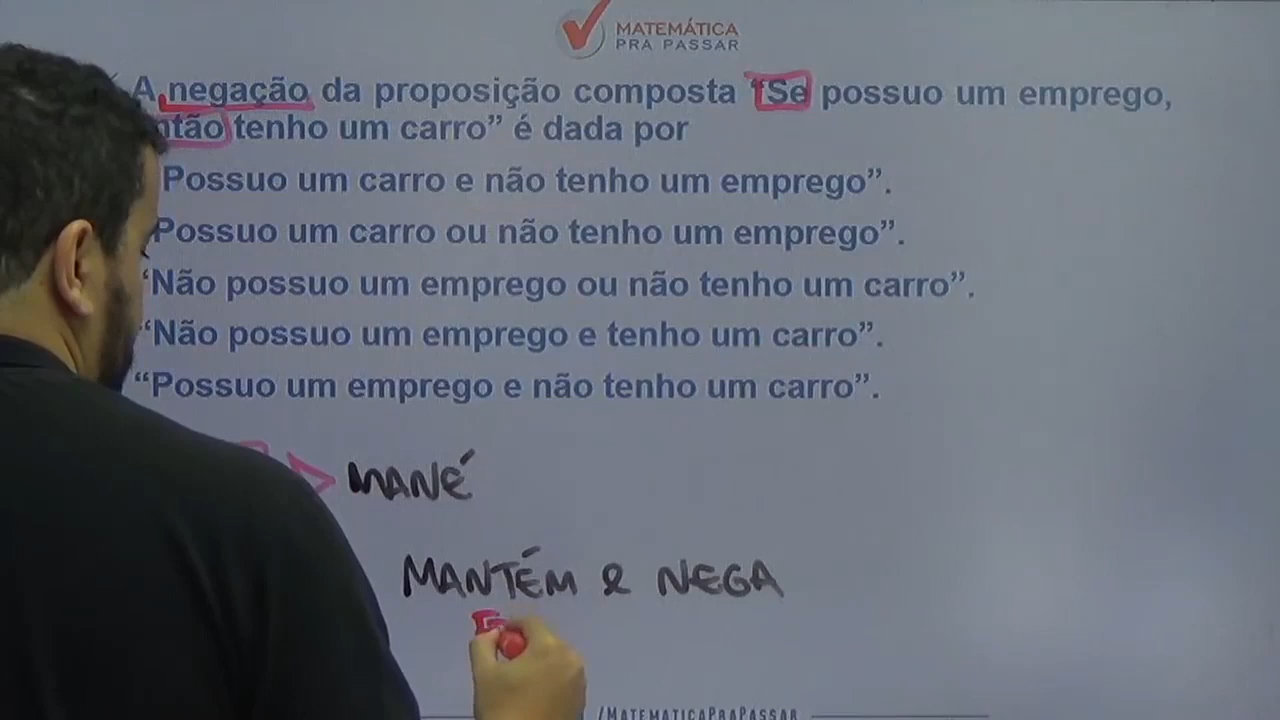 MATEMÁTICA
PRA PASSAR
A negação da proposição composta “Se possuo um emprego,
ntão tenho um carro” é dada por
Possuo um carro e não tenho um emprego”.
Possuo um carro ou não tenho um emprego”.
“Não possuo um emprego ou não tenho um carro”.
“Não possuo um emprego e tenho um carro”.
“Possuo um emprego e não tenho um carro”.
MANÉ
MANTÉM & NEGA
/MATEMATICAPRAPASSAR